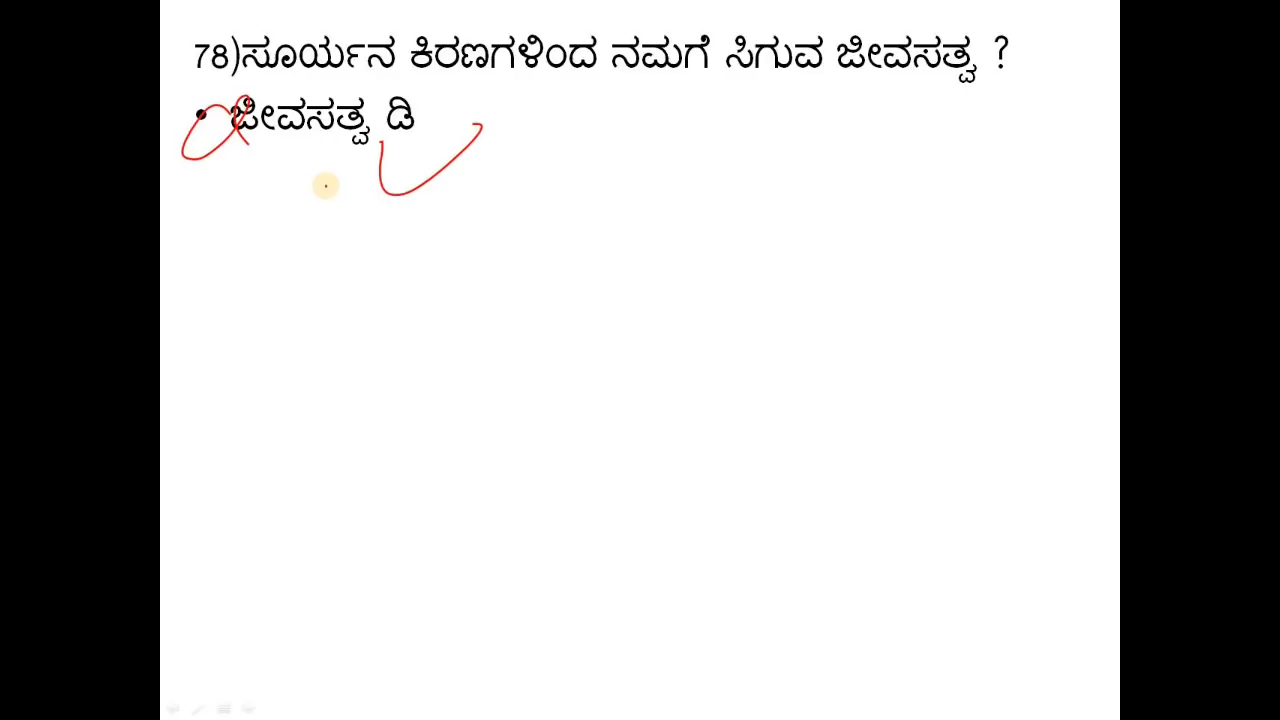 78)ಸೂರ್ಯನ ಕಿರಣಗಳಿಂದ ನಮಗೆ ಸಿಗುವ ಜೀವಸತ್ವ ?
• ಜೀವಸತ್ವ ಡಿ